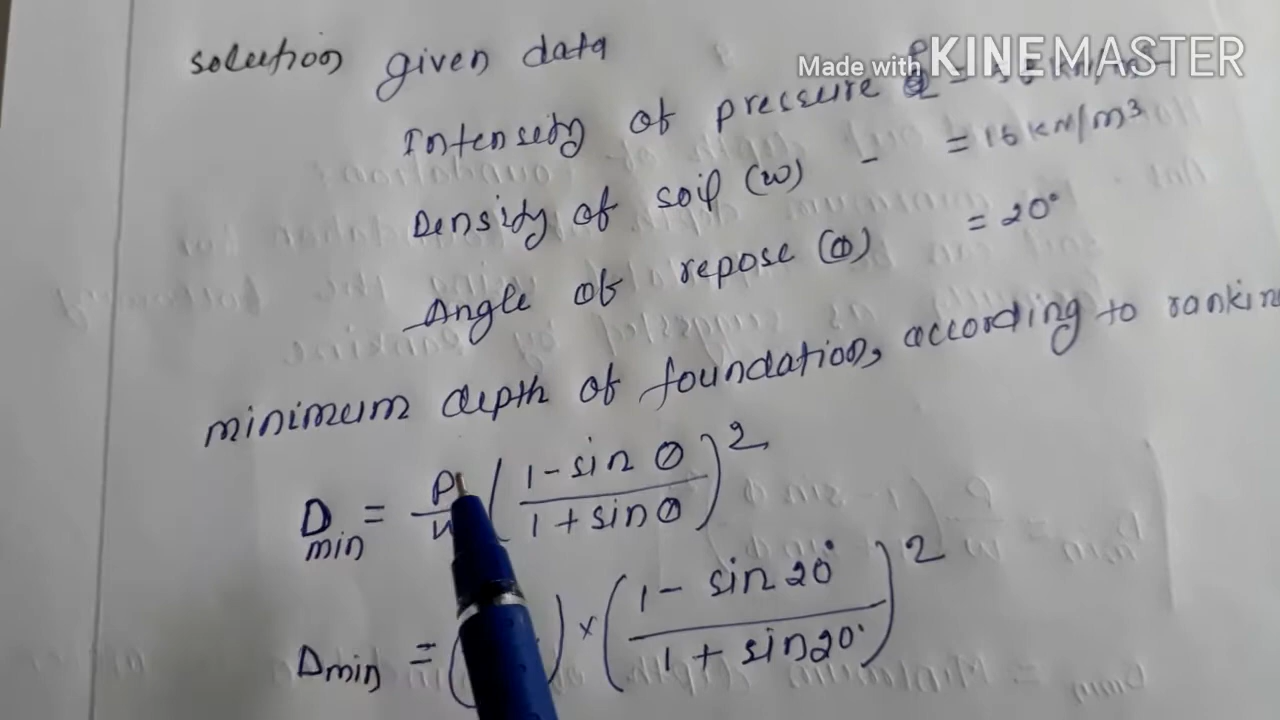 Made with KINEMASTER
solution given data
Intensity of pressure = kN/m
Density of soil (w) - = 16 kN/m³
Angle of repose (Φ) = 20°
minimum depth of foundation, according to rankin
Dmin = P/ (1 - sin Φ / 1 + sin Φ)²
Dmin = ( ) × (1 - sin 20° / 1 + sin 20°)²